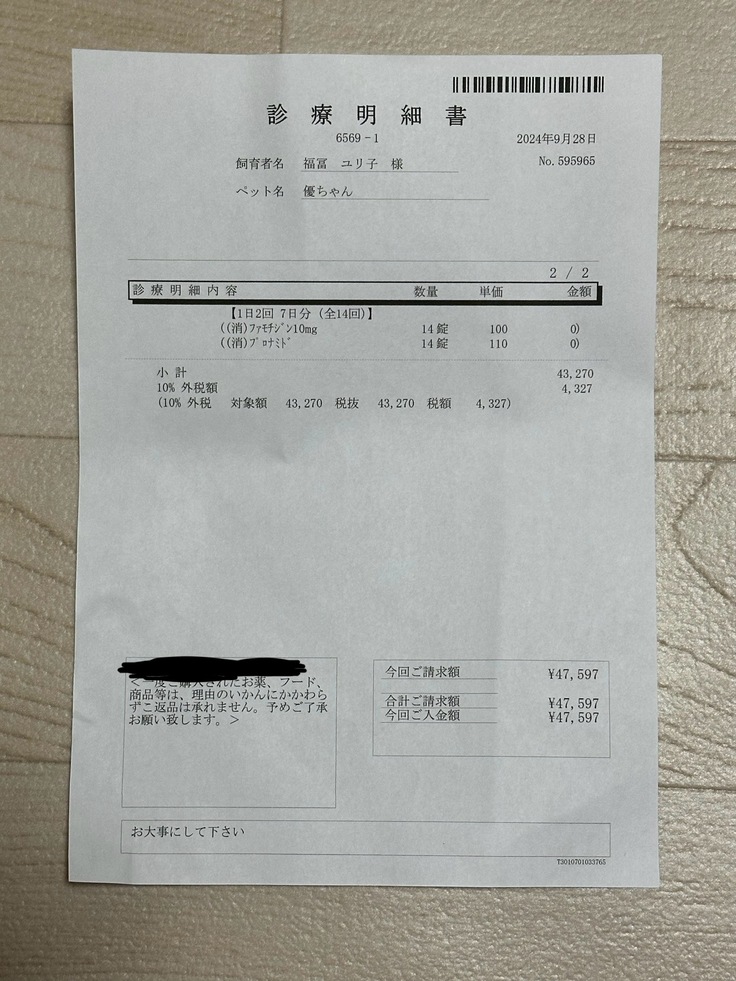 診療明細書
6569-1
2024年9月28日
飼育者名 福冨 ユリ子 様
No. 595965
ペット名 優ちゃん
2 / 2
診療明細内容 数量 単価 金額
【1日2回 7日分 (全14回)】
((消)ﾌｧﾓﾁｼﾞﾝ10mg 14錠 100 0)
((消)ﾌﾟﾛﾅﾐﾄﾞ 14錠 110 0)
小 計 43,270
10% 外税額 4,327
(10% 外税 対象額 43,270 税抜 43,270 税額 4,327)
<一度ご購入されたお薬、フード、
商品等は、理由のいかんにかかわら
ずご返品は承れません。予めご了承
お願い致します。>
今回ご請求額 ¥47,597
合計ご請求額 ¥47,597
今回ご入金額 ¥47,597
お大事にして下さい
T3010701033765